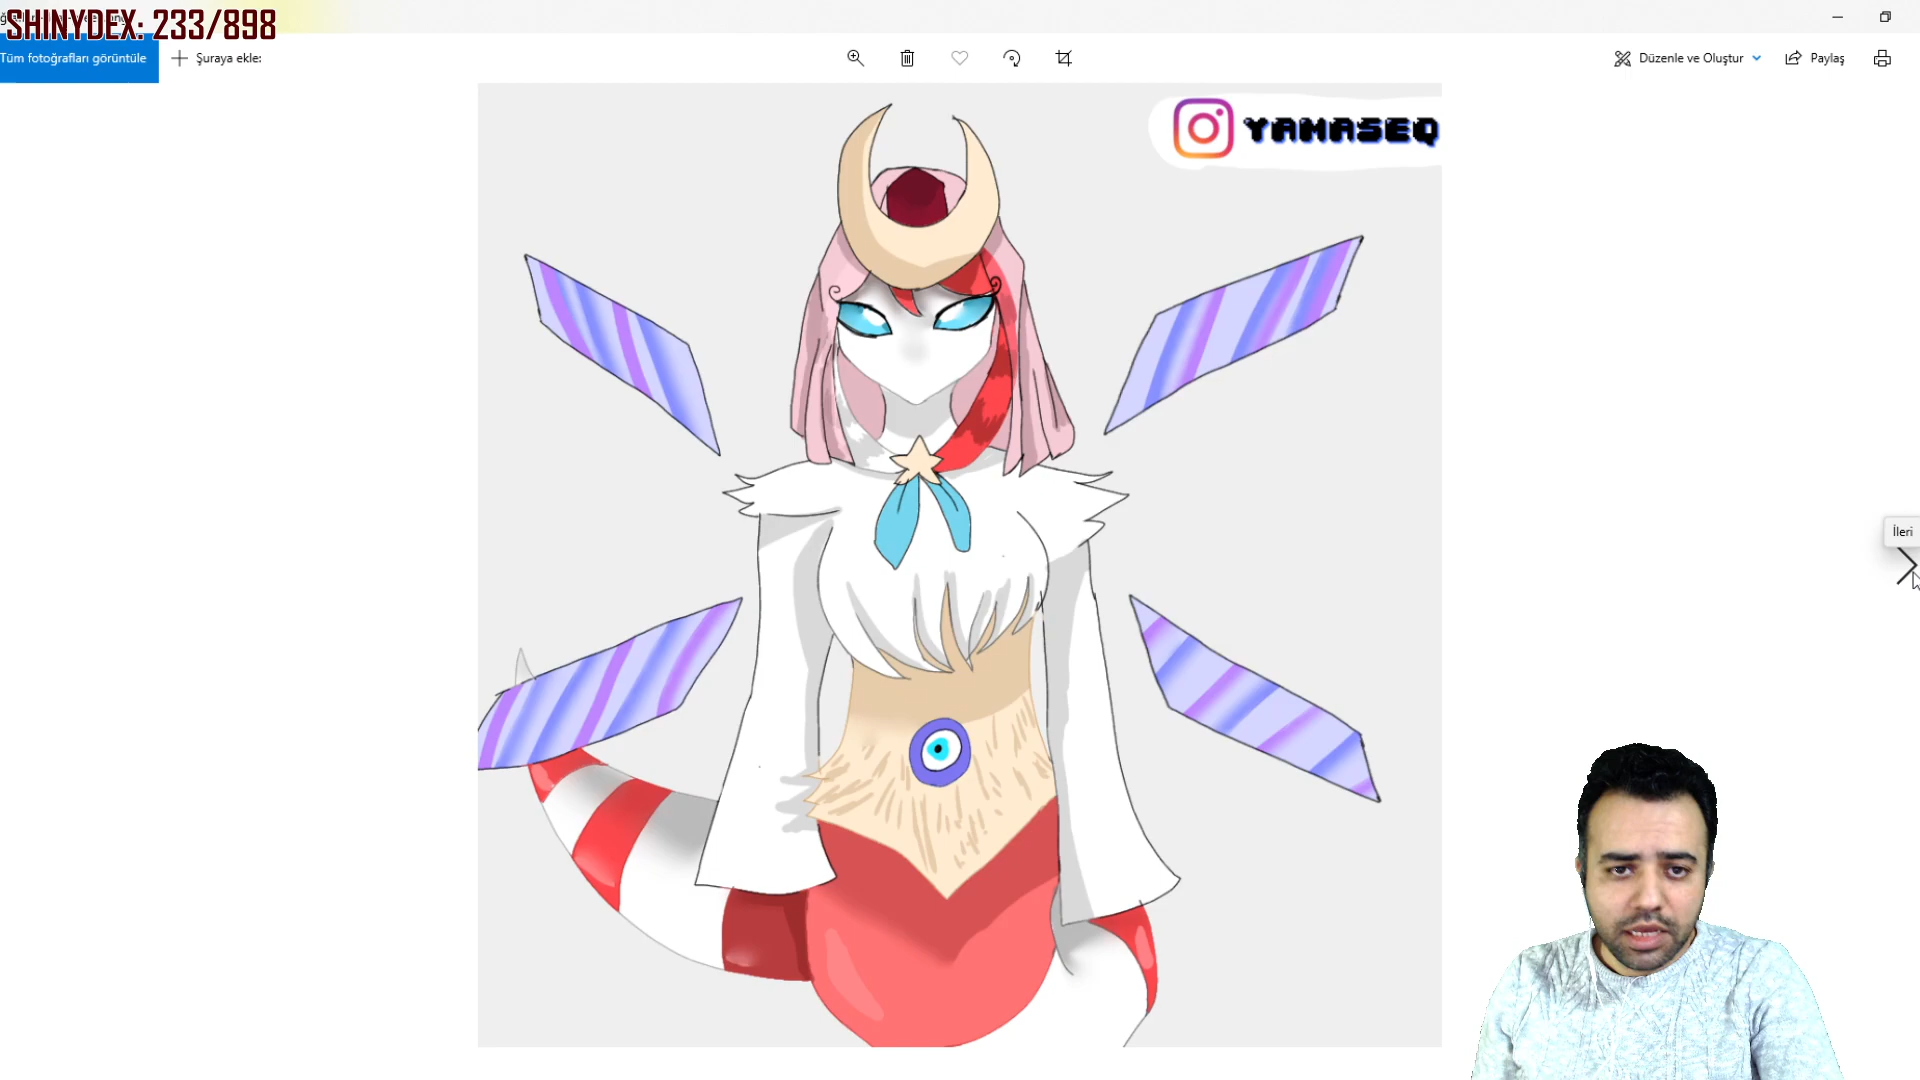 SHINYDEX: 233/898
Tüm fotoğrafları görüntüle
Şuraya ekle:
Düzenle ve Oluştur
Paylaş
YAMASEQ
İleri